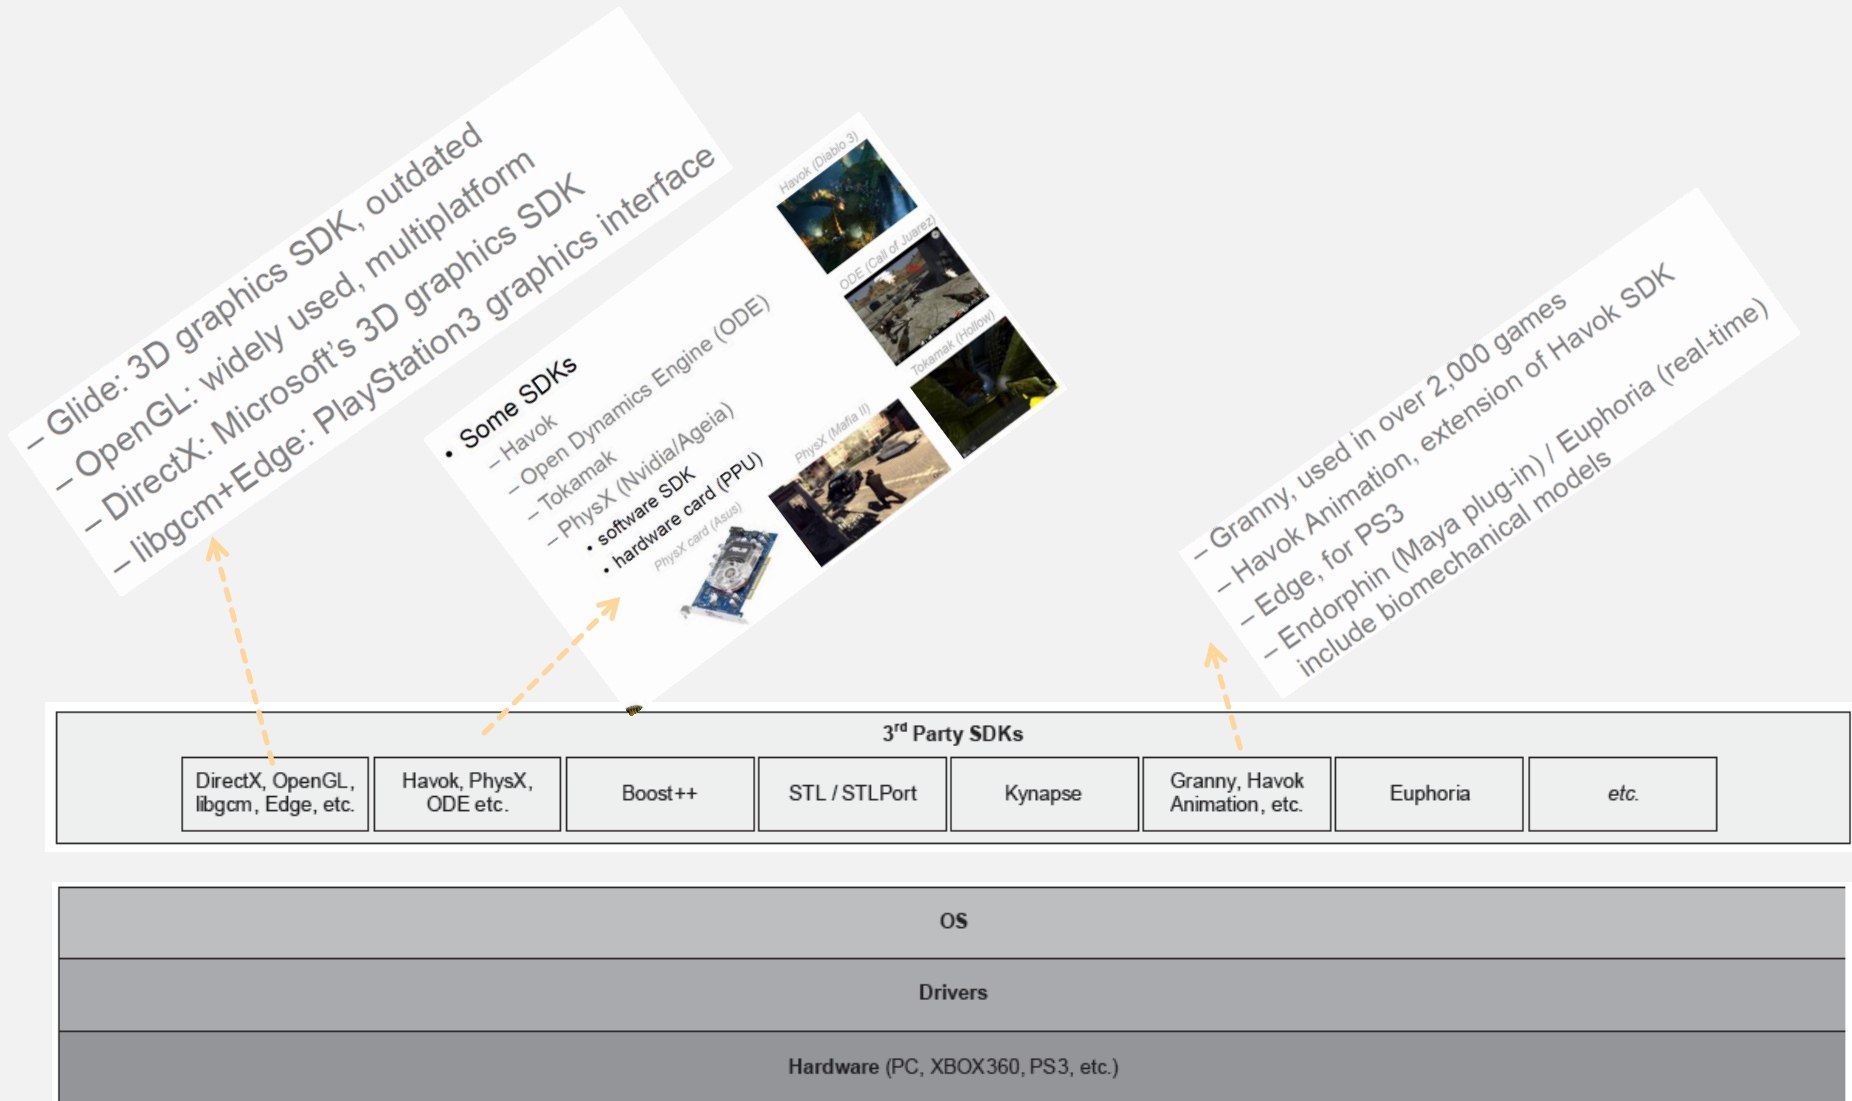 – Glide: 3D graphics SDK, outdated
– OpenGL: widely used, multiplatform
– DirectX: Microsoft's 3D graphics SDK
– libgcm+Edge: PlayStation3 graphics interface
• Some SDKs
– Havok
– Open Dynamics Engine (ODE)
– Tokamak
– PhysX (Nvidia/Ageia)
• software SDK
• hardware card (PPU)
PhysX card (Asus)
Havok (Diablo 3)
ODE (Call of Juarez)
Tokamak (Hollow)
PhysX (Mafia II)
– Granny, used in over 2,000 games
– Havok Animation, extension of Havok SDK
– Edge, for PS3
– Endorphin (Maya plug-in) / Euphoria (real-time)
include biomechanical models
3rd Party SDKs
DirectX, OpenGL,
libgcm, Edge, etc.
Havok, PhysX,
ODE etc.
Boost++
STL / STLPort
Kynapse
Granny, Havok
Animation, etc.
Euphoria
etc.
OS
Drivers
Hardware (PC, XBOX360, PS3, etc.)